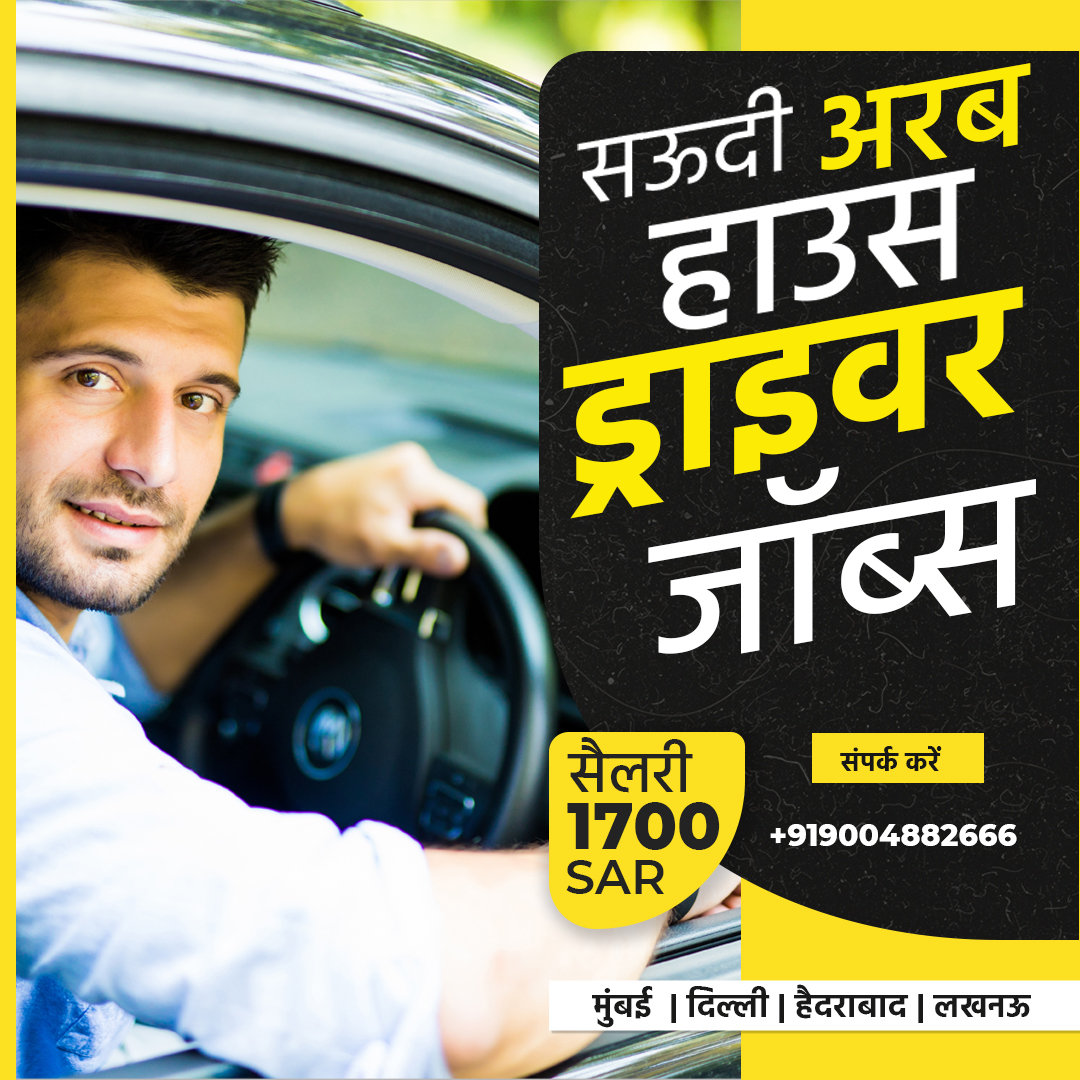 सऊदी अरब
हाउस
ड्राइवर
जॉब्स
सैलरी
1700
SAR
संपर्क करें
+919004882666
मुंबई | दिल्ली | हैदराबाद | लखनऊ